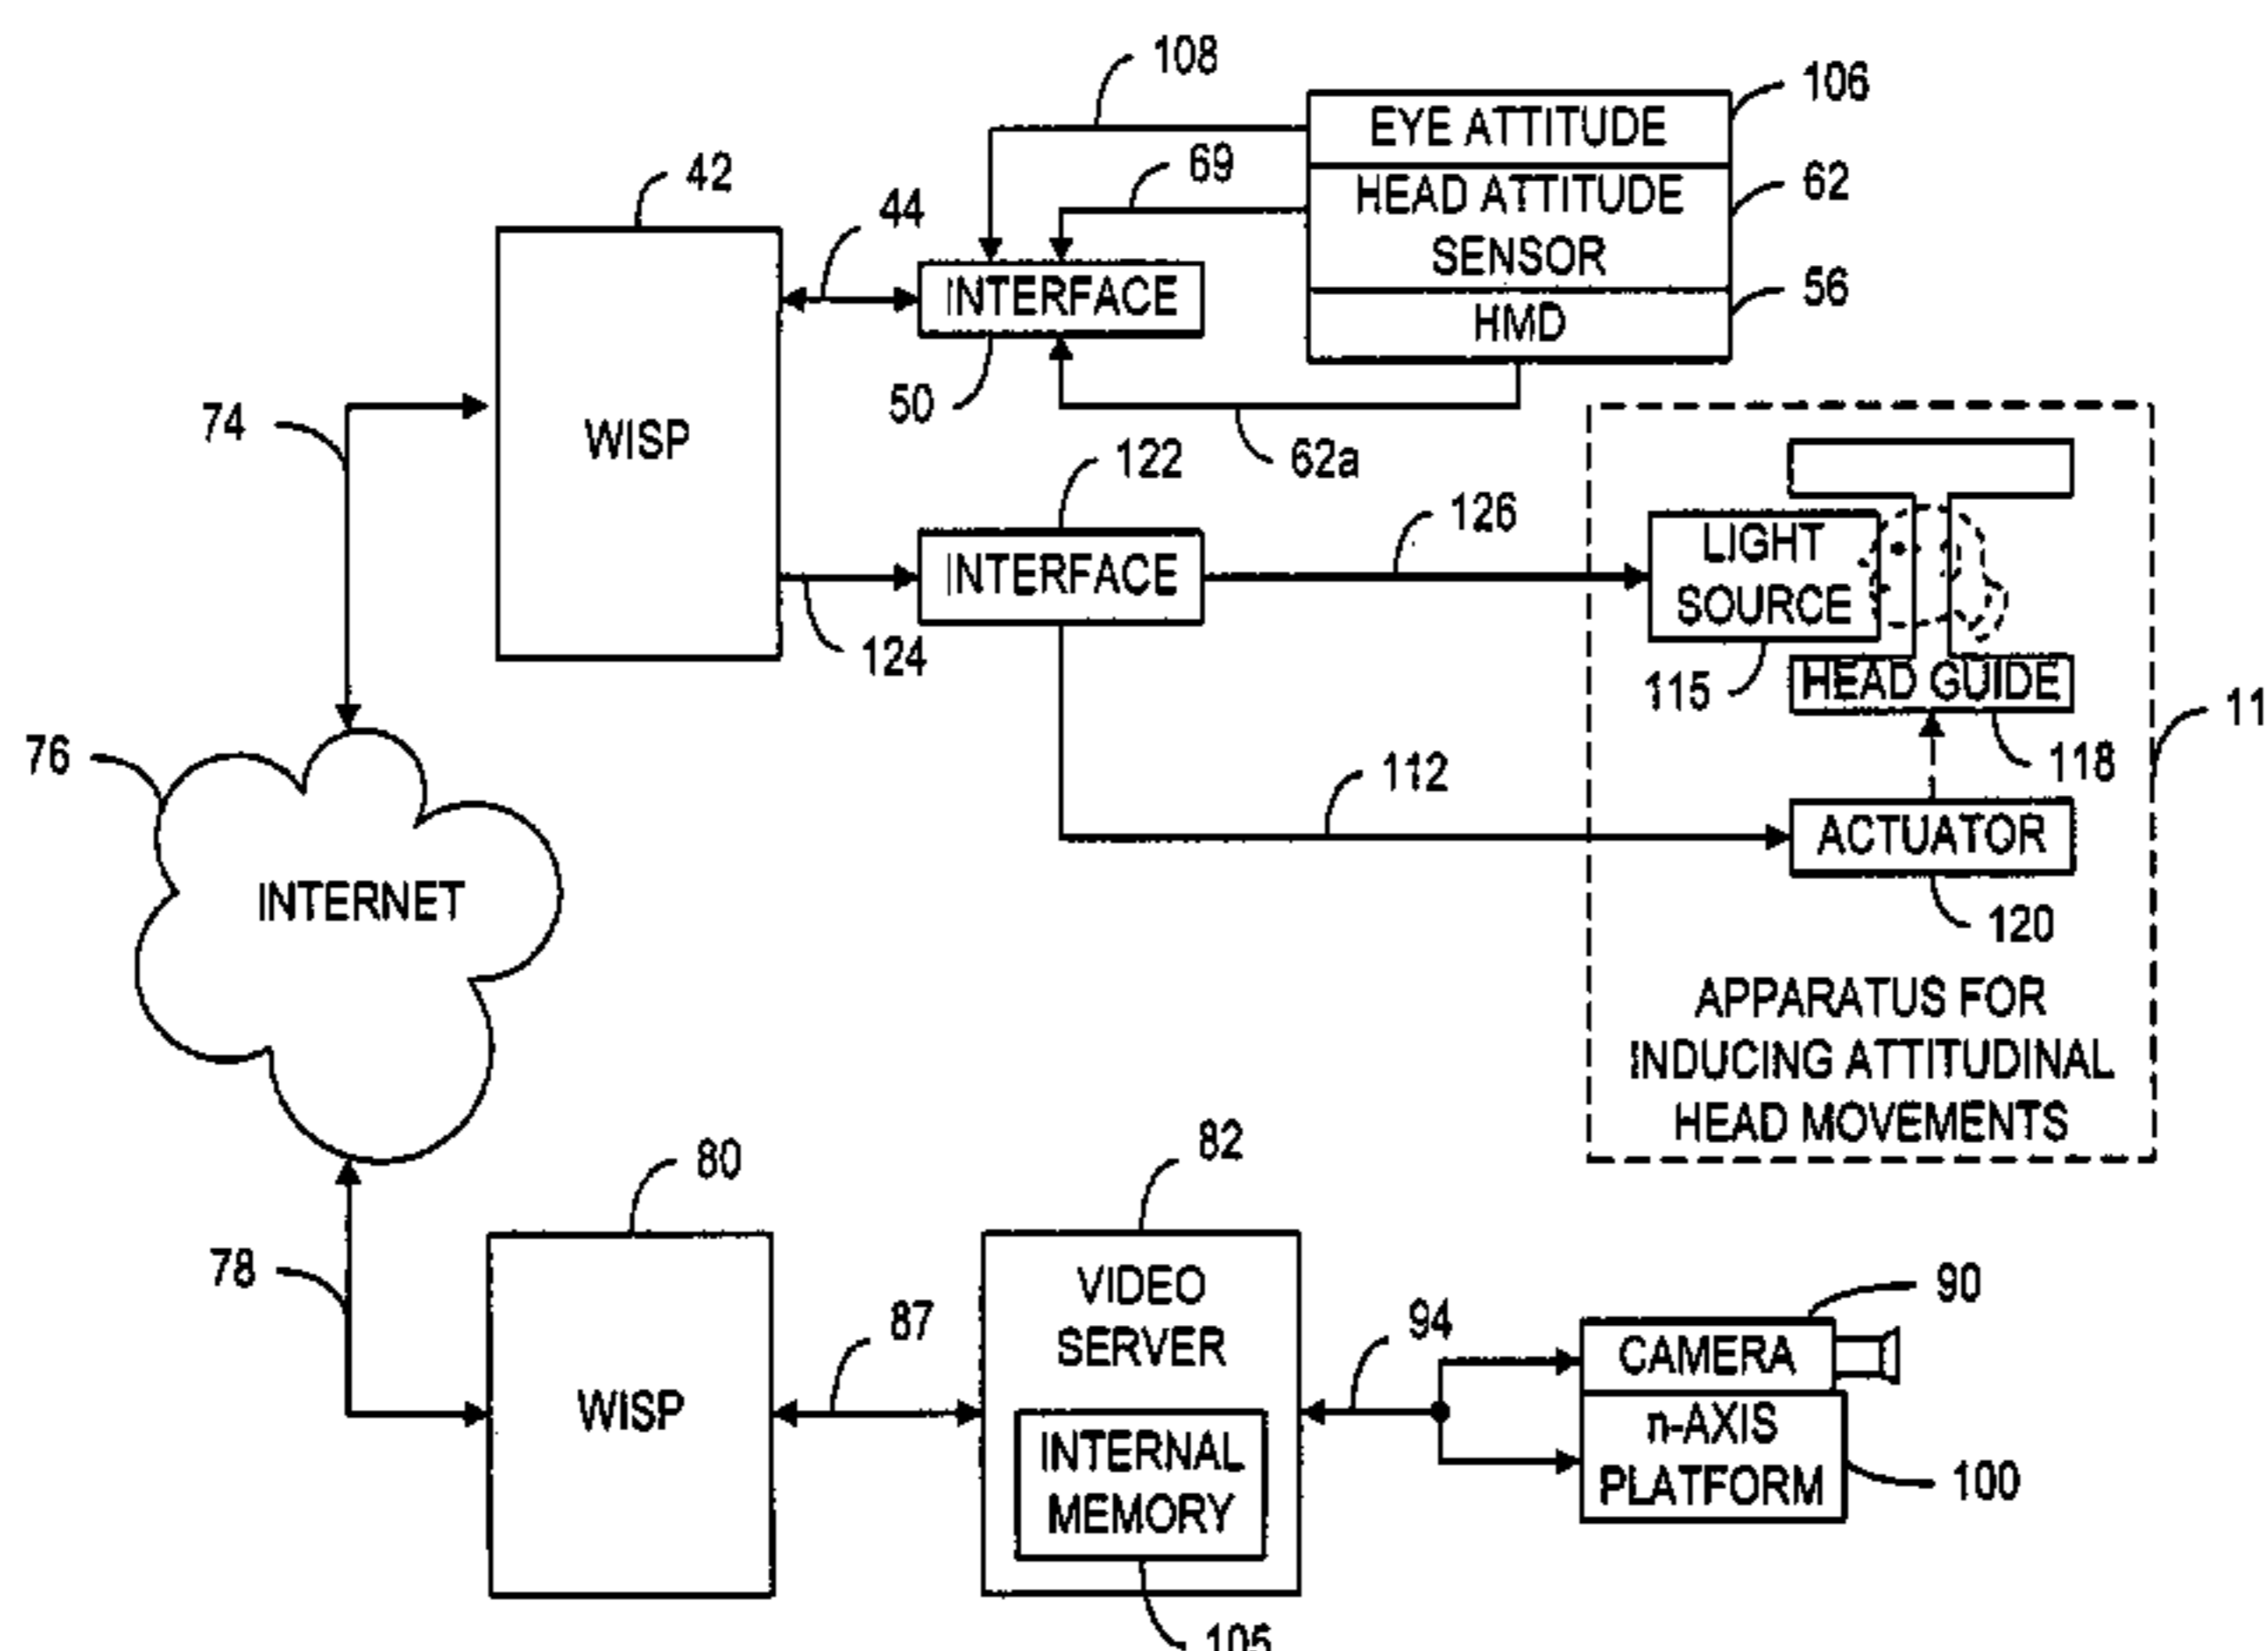 108
EYE ATTITUDE
106
42
44
69
HEAD ATTITUDE
SENSOR
62
INTERFACE
HMD
56
74
WISP
50
62a
122
126
INTERFACE
LIGHT
SOURCE
124
115
HEAD GUIDE
11
118
76
112
ACTUATOR
120
INTERNET
APPARATUS FOR
INDUCING ATTITUDINAL
HEAD MOVEMENTS
80
82
78
87
VIDEO
SERVER
94
90
CAMERA
WISP
INTERNAL
MEMORY
n-AXIS
PLATFORM
100
105